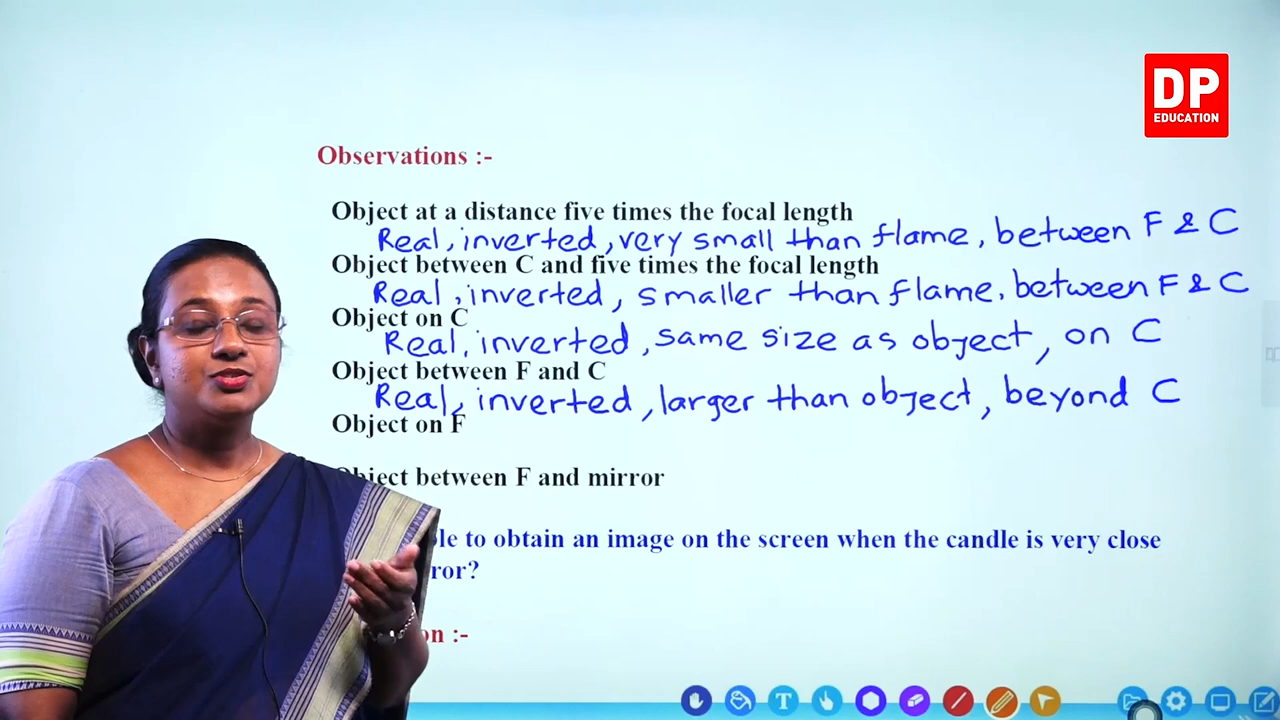 DP
EDUCATION
Observations :-
Object at a distance five times the focal length
Real, inverted, very small than flame, between F & C
Object between C and five times the focal length
Real, inverted, smaller than flame, between F & C
Object on C
Real, inverted, same size as object, on C
Object between F and C
Real, inverted, larger than object, beyond C
Object on F
Object between F and mirror
to obtain an image on the screen when the candle is very close
:-